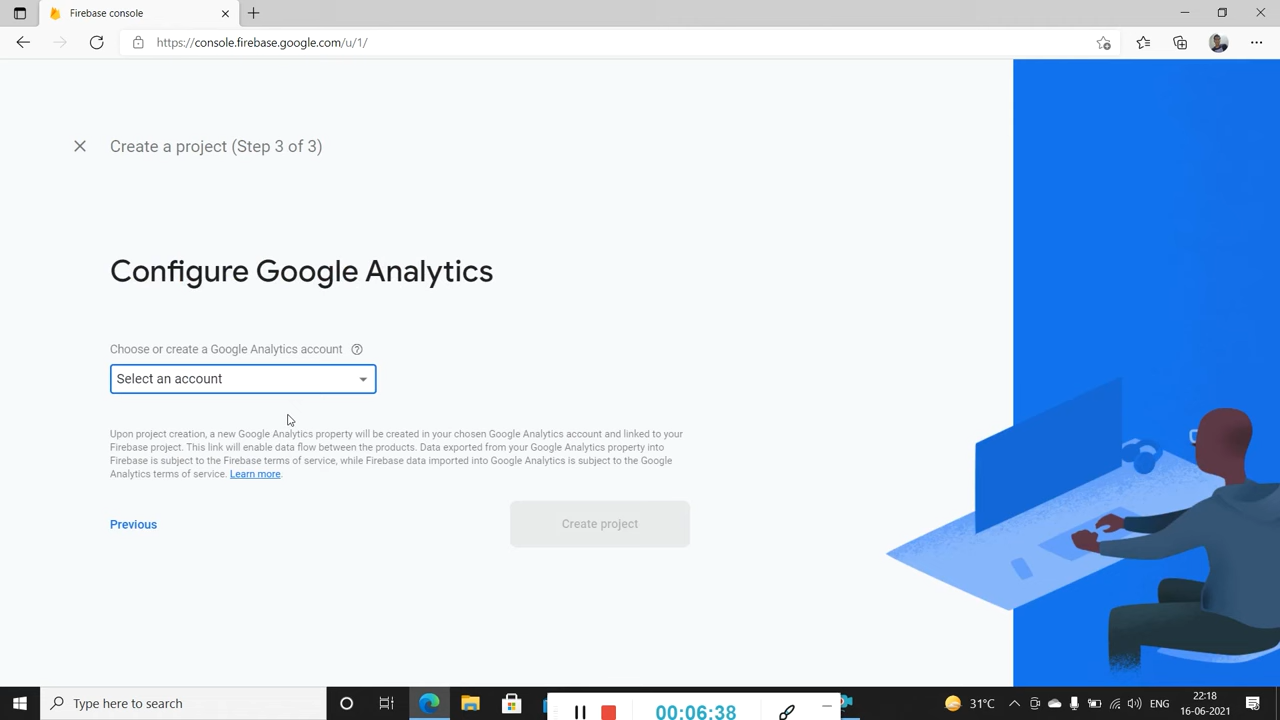 Firebase console
https://console.firebase.google.com/u/1/
Create a project (Step 3 of 3)
Configure Google Analytics
Choose or create a Google Analytics account
Select an account
Upon project creation, a new Google Analytics property will be created in your chosen Google Analytics account and linked to your
Firebase project. This link will enable data flow between the products. Data exported from your Google Analytics property into
Firebase is subject to the Firebase terms of service, while Firebase data imported into Google Analytics is subject to the Google
Analytics terms of service. Learn more.
Previous
Create project
Type here to search
00:06:38
31°C
ENG
22:18
16-06-2021